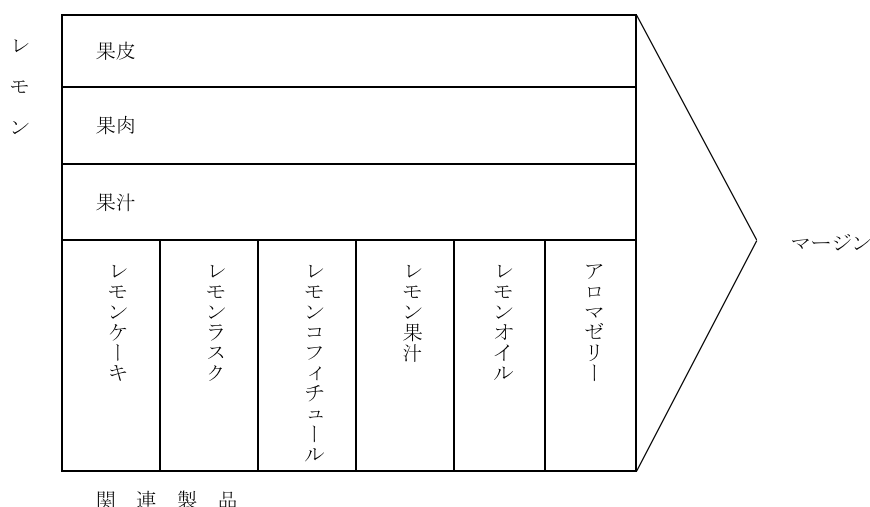 レモン
果皮
果肉
果汁
レモンケーキ
レモンラスク
レモンコフィチュール
レモン果汁
レモンオイル
アロマゼリー
マージン
関連製品